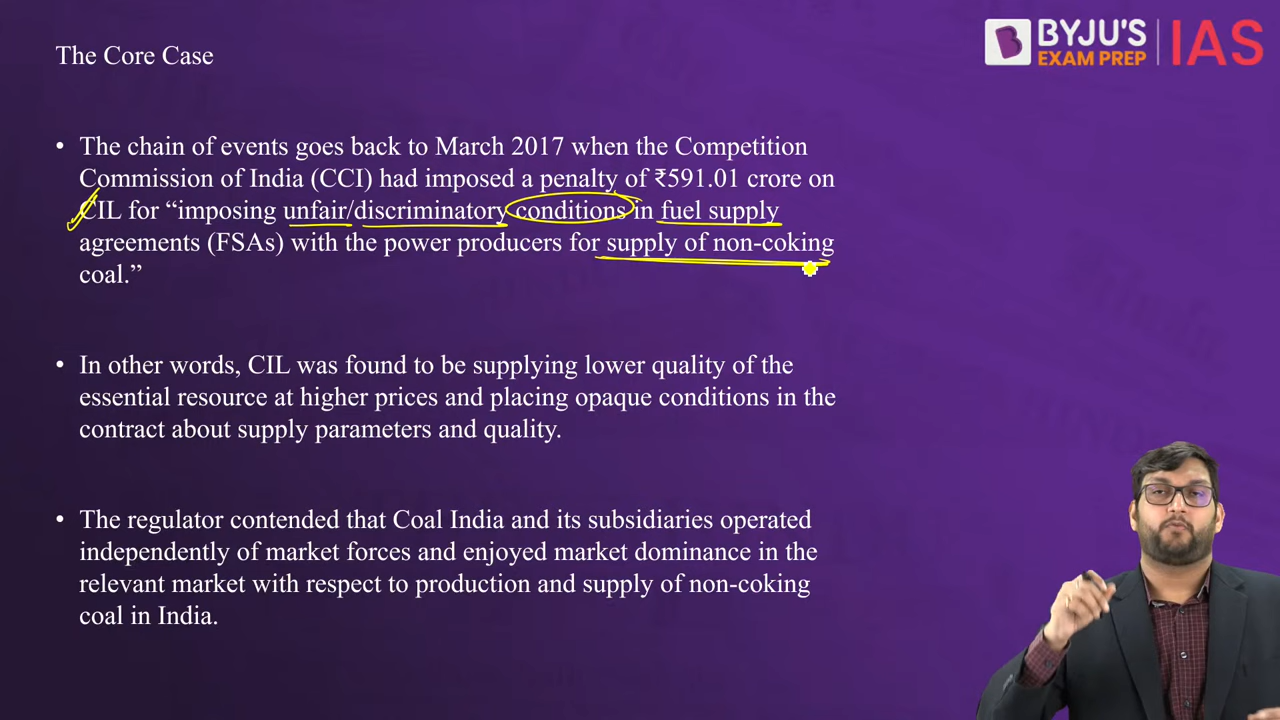 The Core Case
BYJU'S
EXAM PREP
IAS
• The chain of events goes back to March 2017 when the Competition
Commission of India (CCI) had imposed a penalty of ₹591.01 crore on
CIL for “imposing unfair/discriminatory conditions in fuel supply
agreements (FSAs) with the power producers for supply of non-coking
coal.”
• In other words, CIL was found to be supplying lower quality of the
essential resource at higher prices and placing opaque conditions in the
contract about supply parameters and quality.
• The regulator contended that Coal India and its subsidiaries operated
independently of market forces and enjoyed market dominance in the
relevant market with respect to production and supply of non-coking
coal in India.